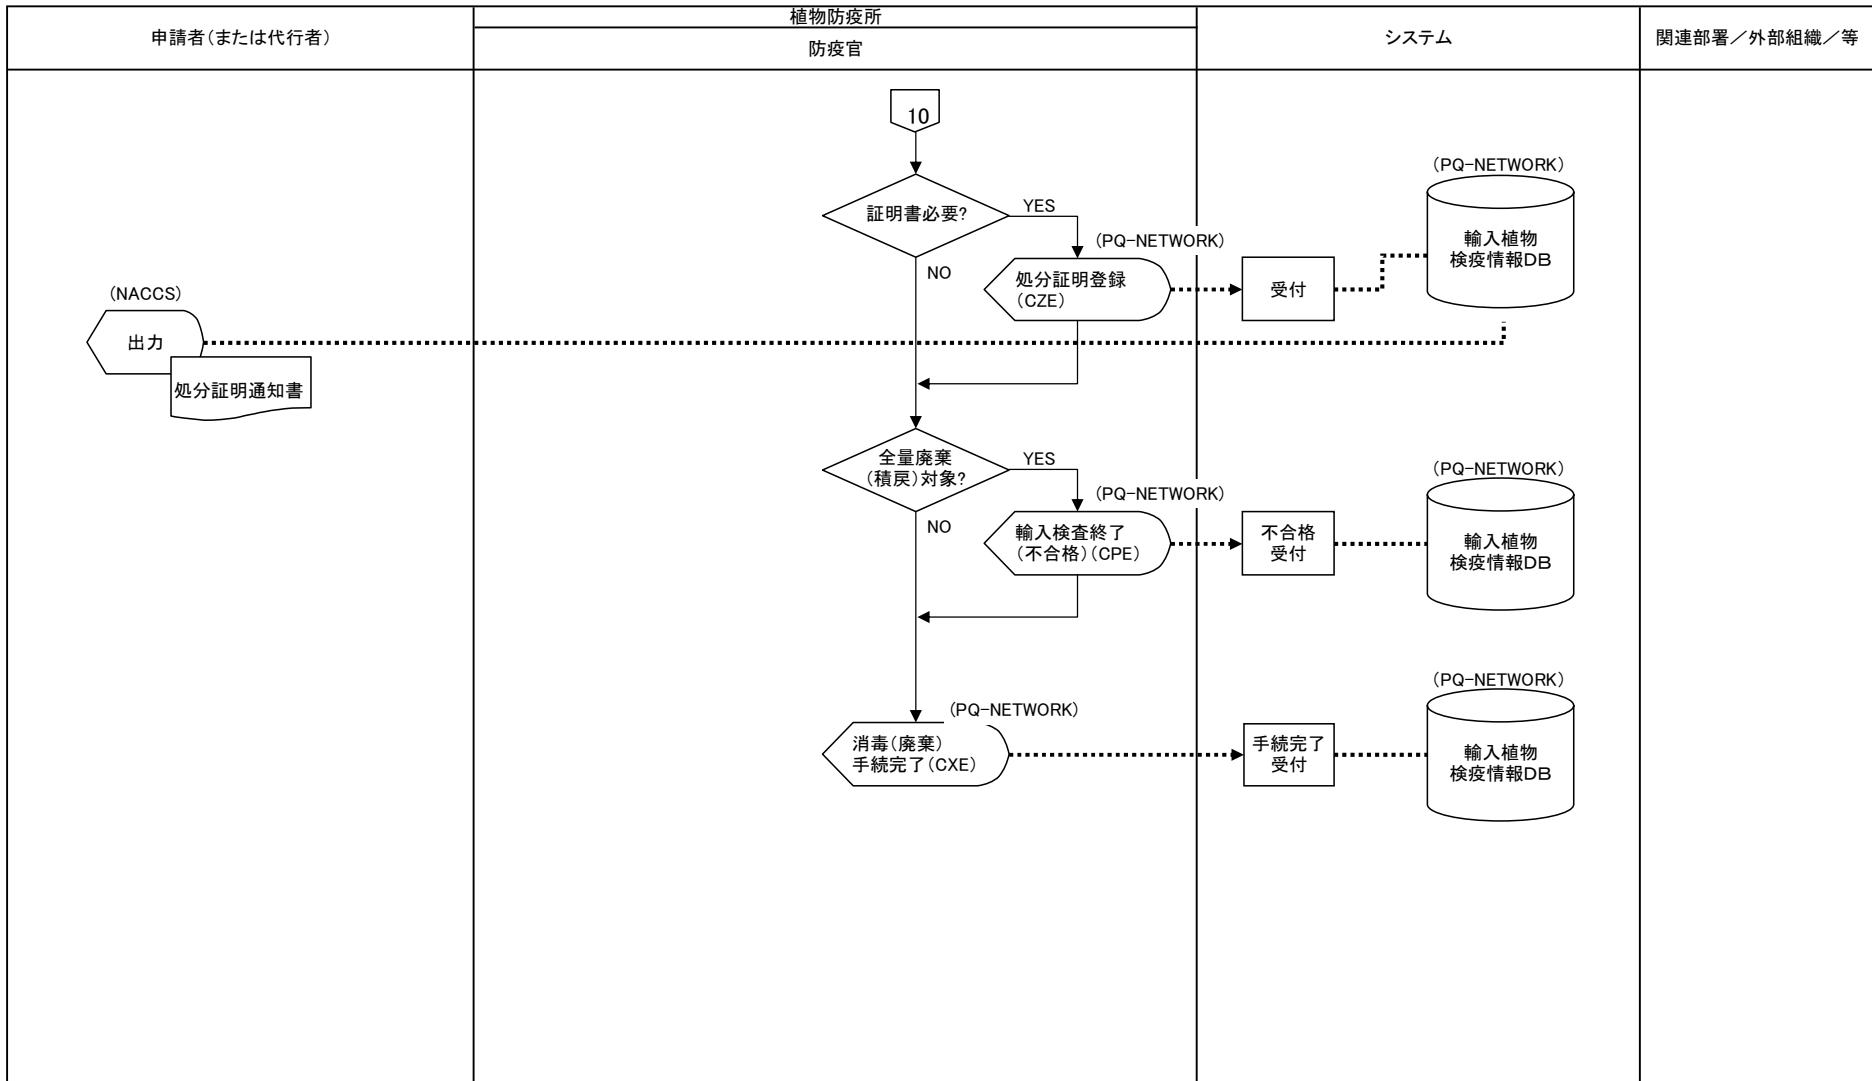 申請者（または代行者）
植物防疫所
防疫官
システム
関連部署／外部組織／等
10
証明書必要?
YES
NO
(PQ-NETWORK)
処分証明登録
(CZE)
受付
(PQ-NETWORK)
輸入植物
検疫情報DB
(NACCS)
出力
処分証明通知書
全量廃棄
(積戻)対象?
YES
NO
(PQ-NETWORK)
輸入検査終了
(不合格)(CPE)
不合格
受付
(PQ-NETWORK)
輸入植物
検疫情報DB
(PQ-NETWORK)
消毒(廃棄)
手続完了(CXE)
手続完了
受付
(PQ-NETWORK)
輸入植物
検疫情報DB